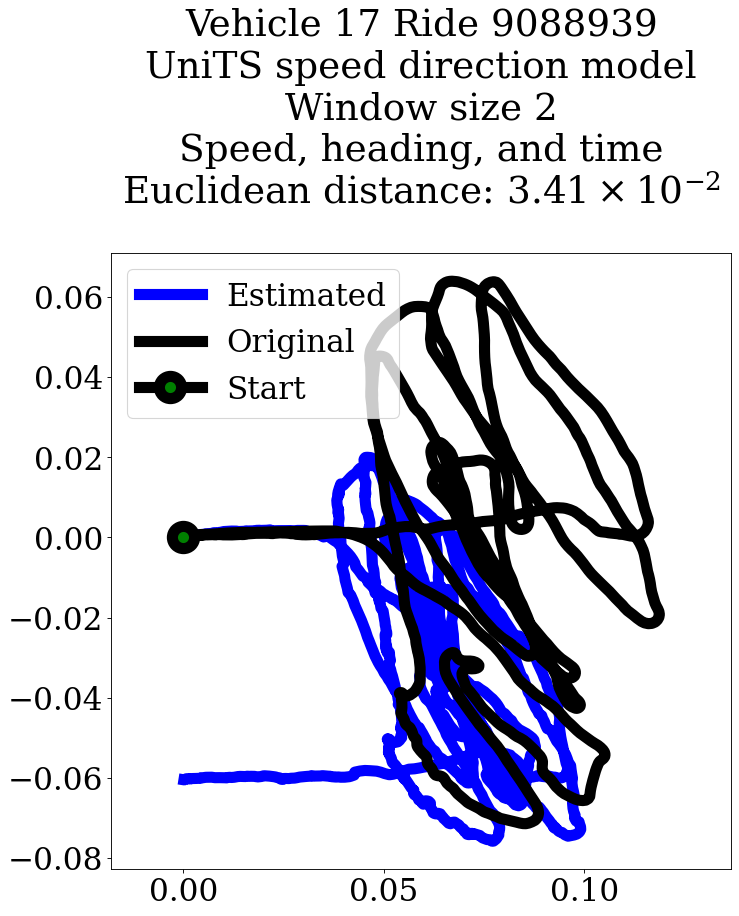 Vehicle 17 Ride 9088939
UniTS speed direction model
Window size 2
Speed, heading, and time
Euclidean distance: 3.41 × 10⁻²
Estimated
Original
Start
0.06
0.04
0.02
0.00
−0.02
−0.04
−0.06
−0.08
0.00 0.05 0.10